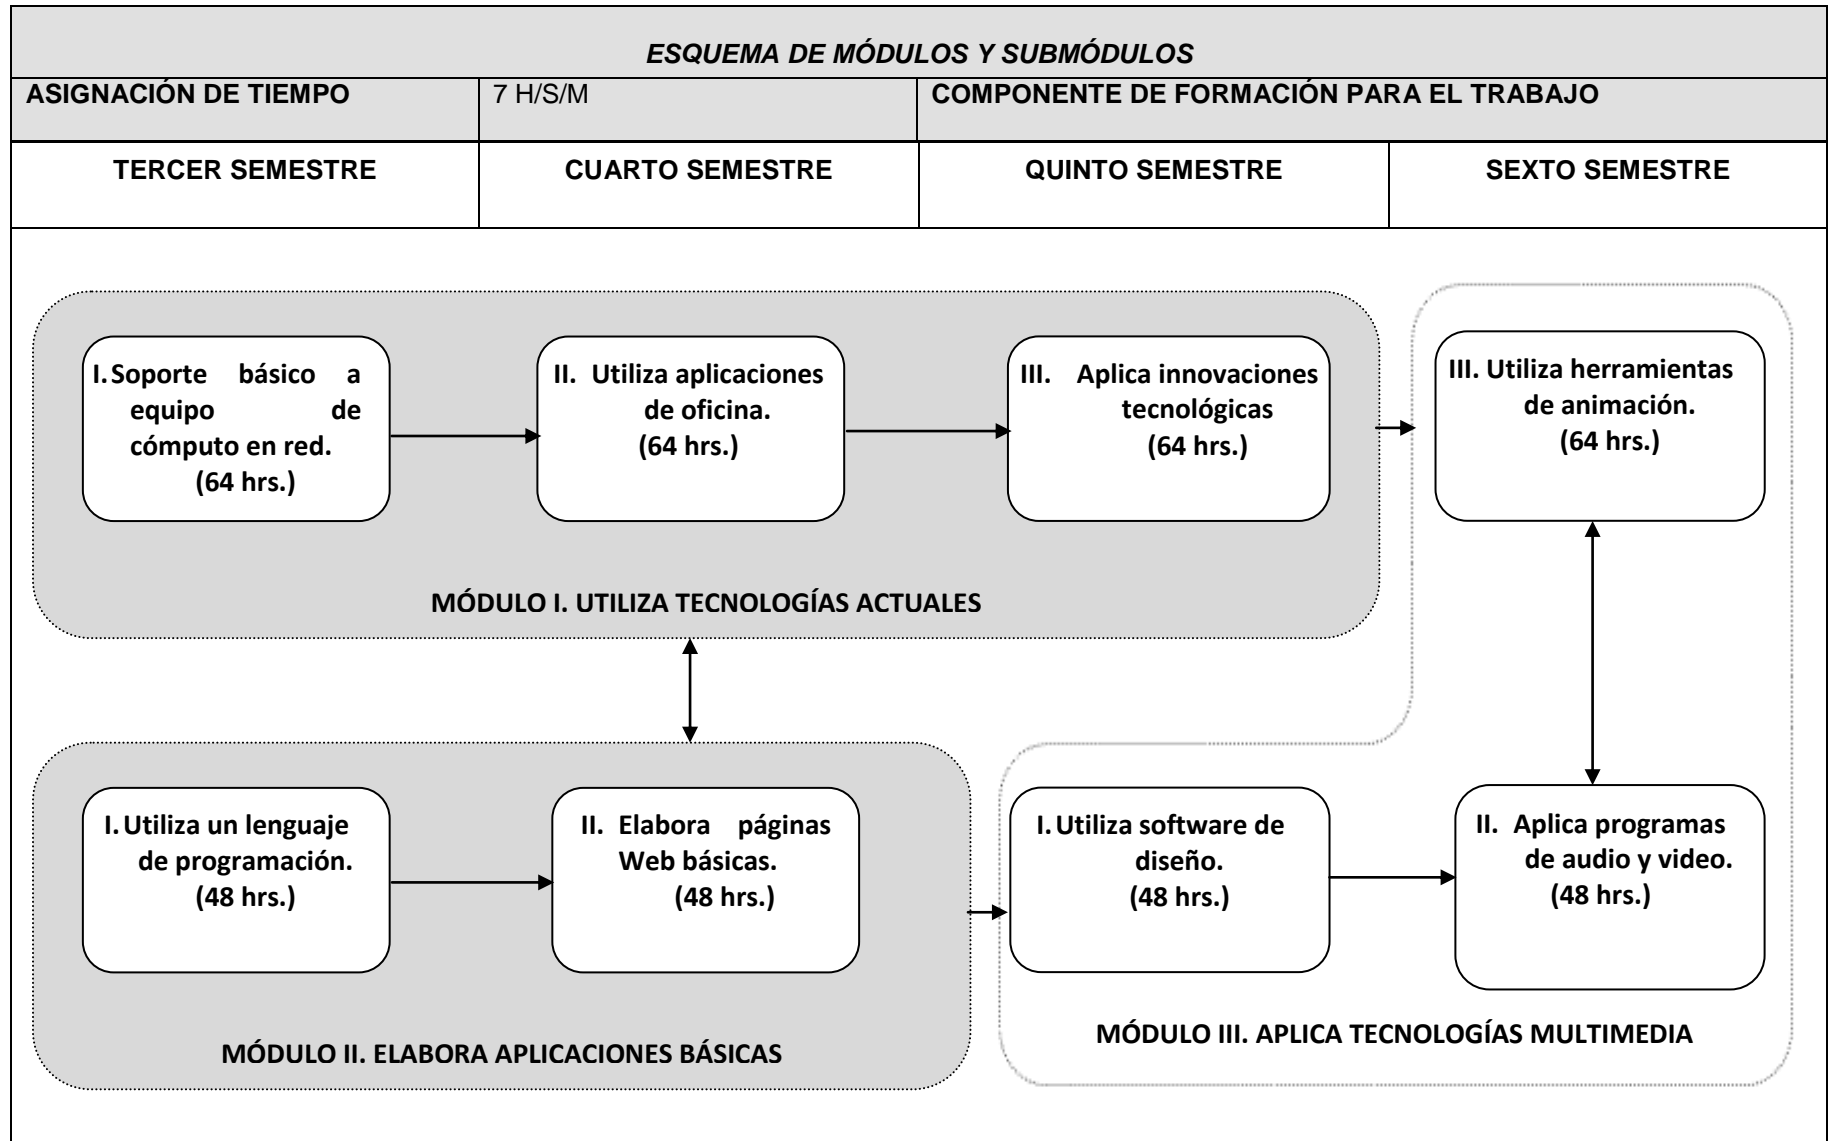 ESQUEMA DE MÓDULOS Y SUBMÓDULOS
ASIGNACIÓN DE TIEMPO
7 H/S/M
COMPONENTE DE FORMACIÓN PARA EL TRABAJO
TERCER SEMESTRE
CUARTO SEMESTRE
QUINTO SEMESTRE
SEXTO SEMESTRE
I. Soporte básico a
equipo de
cómputo en red.
(64 hrs.)
II. Utiliza aplicaciones
de oficina.
(64 hrs.)
III. Aplica innovaciones
tecnológicas
(64 hrs.)
III. Utiliza herramientas
de animación.
(64 hrs.)
MÓDULO I. UTILIZA TECNOLOGÍAS ACTUALES
I. Utiliza un lenguaje
de programación.
(48 hrs.)
II. Elabora páginas
Web básicas.
(48 hrs.)
I. Utiliza software de
diseño.
(48 hrs.)
II. Aplica programas
de audio y video.
(48 hrs.)
MÓDULO II. ELABORA APLICACIONES BÁSICAS
MÓDULO III. APLICA TECNOLOGÍAS MULTIMEDIA